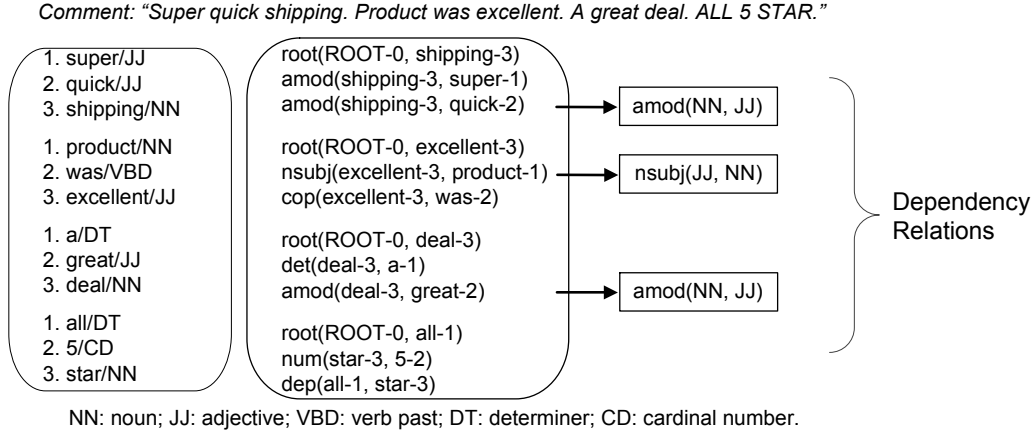 Comment: “Super quick shipping. Product was excellent. A great deal. ALL 5 STAR.”
1. super/JJ
2. quick/JJ
3. shipping/NN
1. product/NN
2. was/VBD
3. excellent/JJ
1. a/DT
2. great/JJ
3. deal/NN
1. all/DT
2. 5/CD
3. star/NN
root(ROOT-0, shipping-3)
amod(shipping-3, super-1)
amod(shipping-3, quick-2)
root(ROOT-0, excellent-3)
nsubj(excellent-3, product-1)
cop(excellent-3, was-2)
root(ROOT-0, deal-3)
det(deal-3, a-1)
amod(deal-3, great-2)
root(ROOT-0, all-1)
num(star-3, 5-2)
dep(all-1, star-3)
amod(NN, JJ)
nsubj(JJ, NN)
amod(NN, JJ)
Dependency
Relations
NN: noun; JJ: adjective; VBD: verb past; DT: determiner; CD: cardinal number.